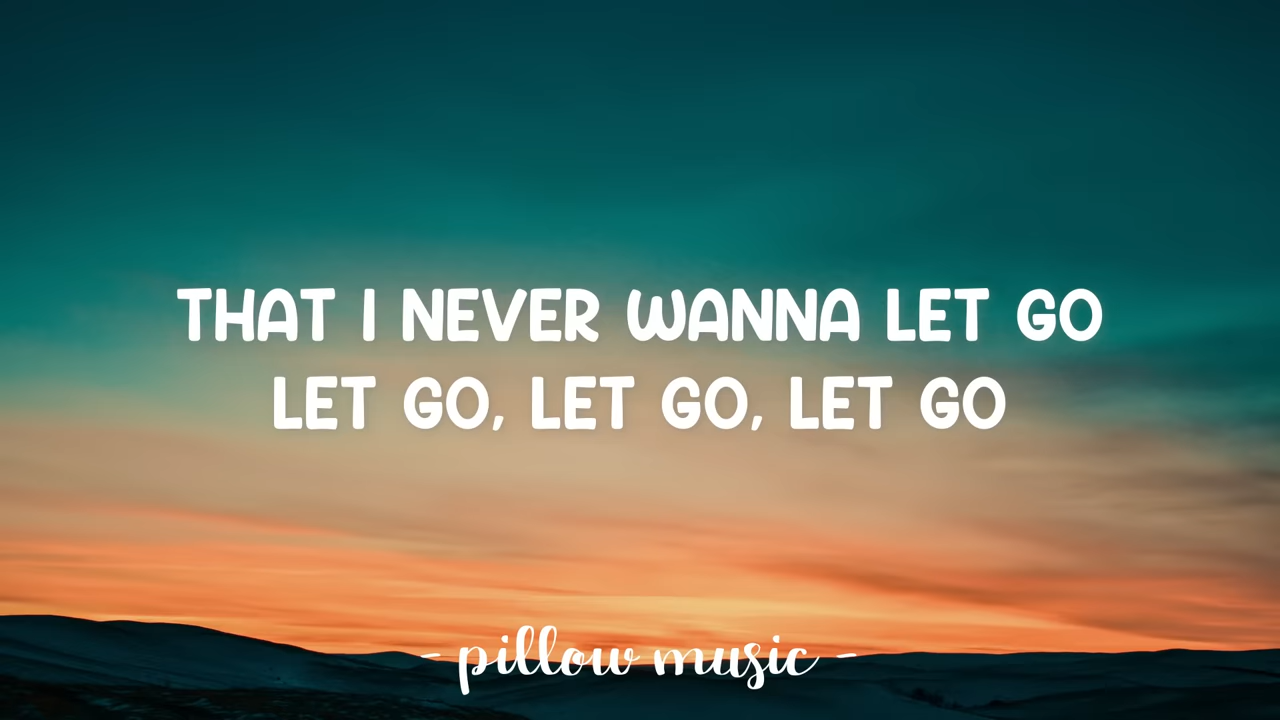 THAT I NEVER WANNA LET GO
LET GO, LET GO, LET GO
- pillow music -